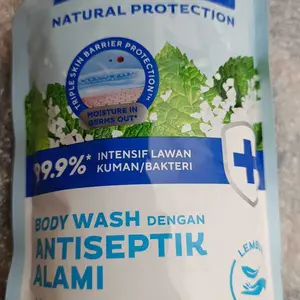 NATURAL PROTECTION
TRIPLE SKIN BARRIER PROTECTION
MOISTURE IN
GERMS OUT*
99.9%* INTENSIF LAWAN
KUMAN/BAKTERI
BODY WASH DENGAN
ANTISEPTIK
ALAMI